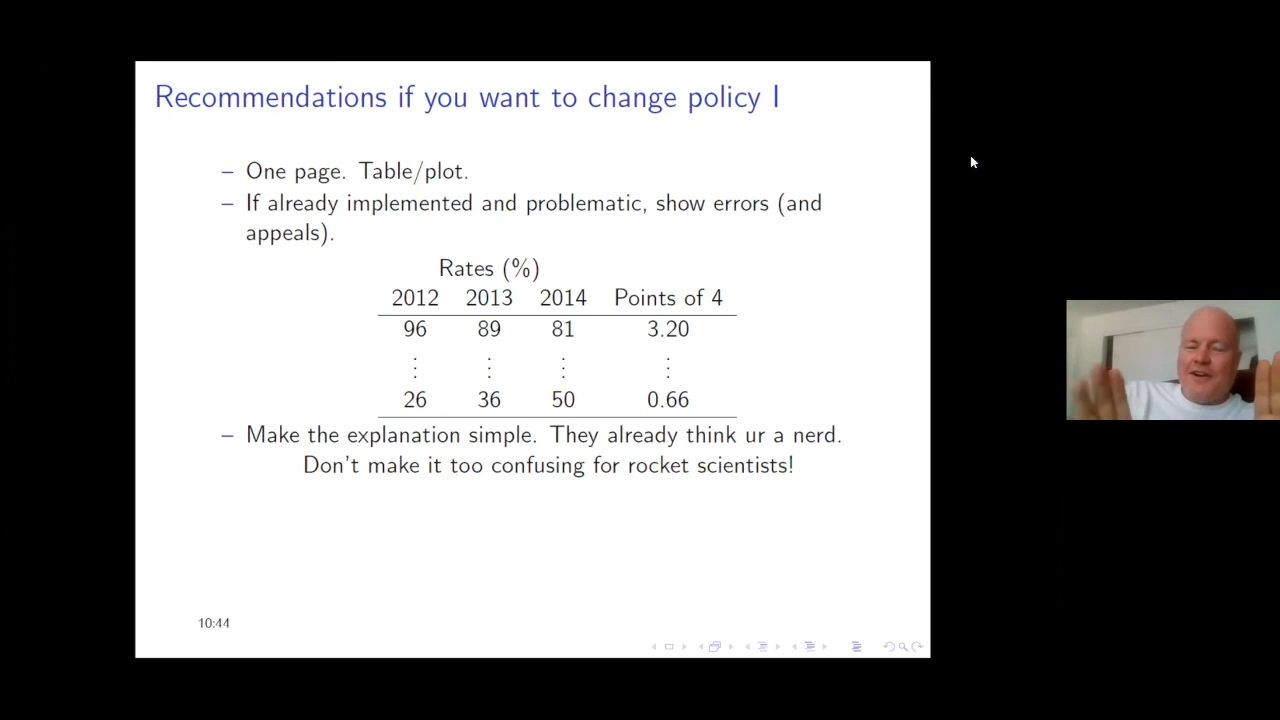 Recommendations if you want to change policy I
– One page. Table/plot.
– If already implemented and problematic, show errors (and
appeals).
Rates (%)
2012 2013 2014 Points of 4
96 89 81 3.20
⋮ ⋮ ⋮ ⋮
26 36 50 0.66
– Make the explanation simple. They already think ur a nerd.
Don't make it too confusing for rocket scientists!
10:44